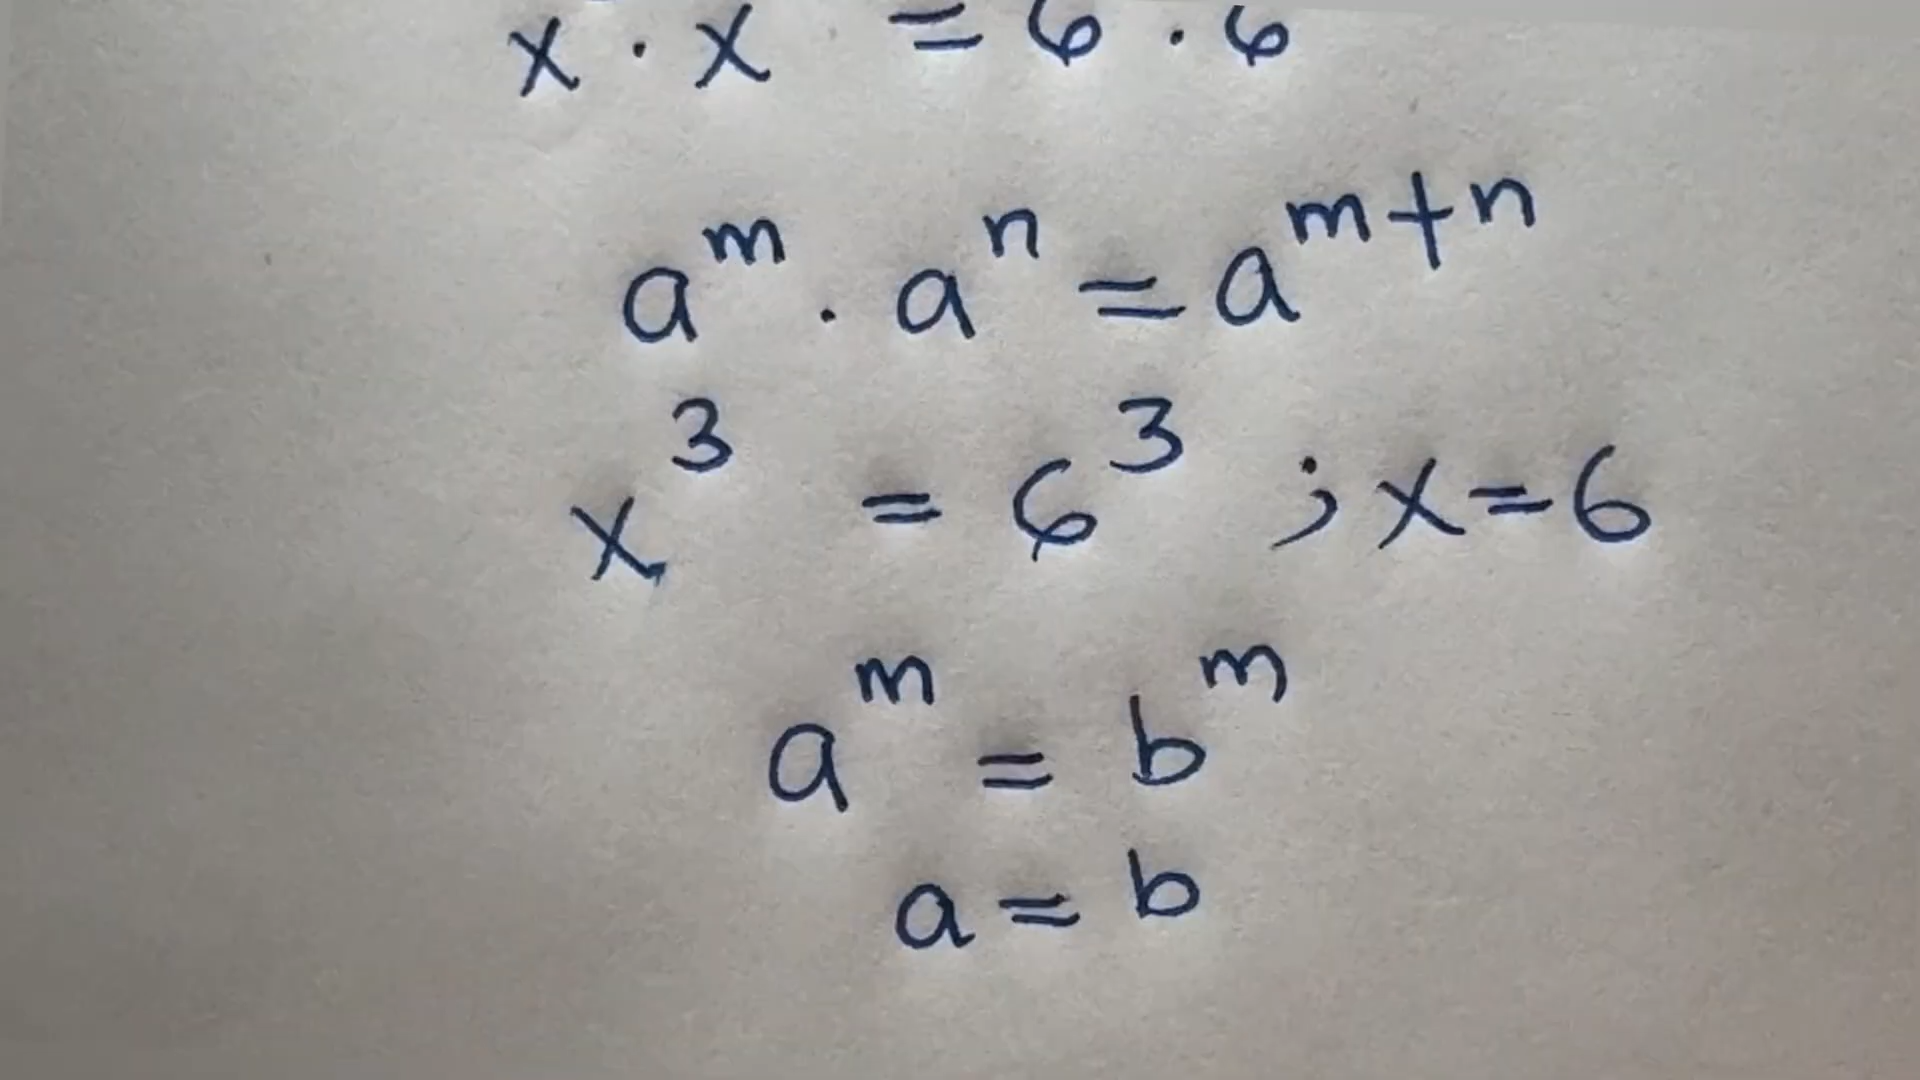 x · x = 6 · 6
a^m · a^n = a^{m+n}
x^3 = 6^3 ; x = 6
a^m = b^m
a = b